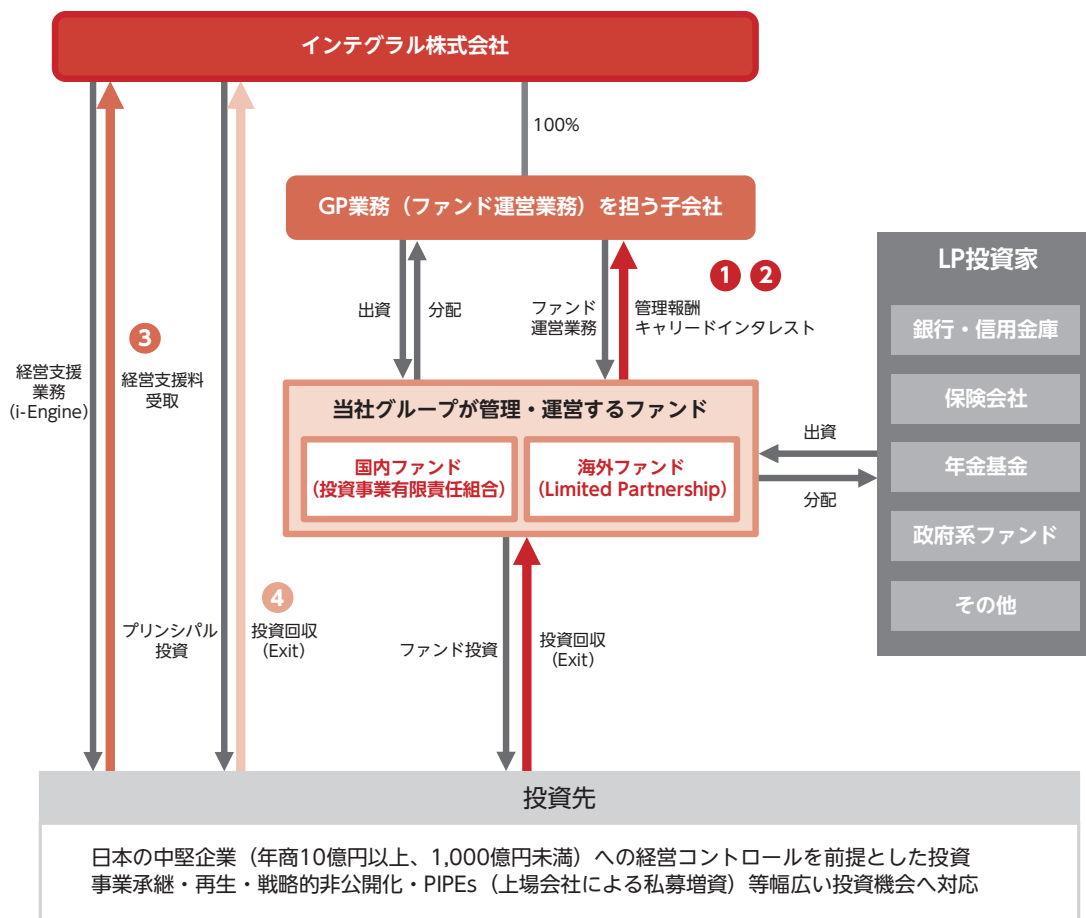 インテグラル株式会社
100%
GP業務（ファンド運営業務）を担う子会社
1 2
出資
分配
ファンド
運営業務
管理報酬
キャリードインタレスト
LP投資家
銀行・信用金庫
保険会社
年金基金
政府系ファンド
その他
3
経営支援
業務
（i-Engine）
経営支援料
受取
当社グループが管理・運営するファンド
国内ファンド
（投資事業有限責任組合）
海外ファンド
（Limited Partnership）
出資
分配
4
プリンシパル
投資
投資回収
（Exit）
ファンド投資
投資回収
（Exit）
投資先
日本の中堅企業（年商10億円以上、1,000億円未満）への経営コントロールを前提とした投資
事業承継・再生・戦略的非公開化・PIPEs（上場会社による私募増資）等幅広い投資機会へ対応